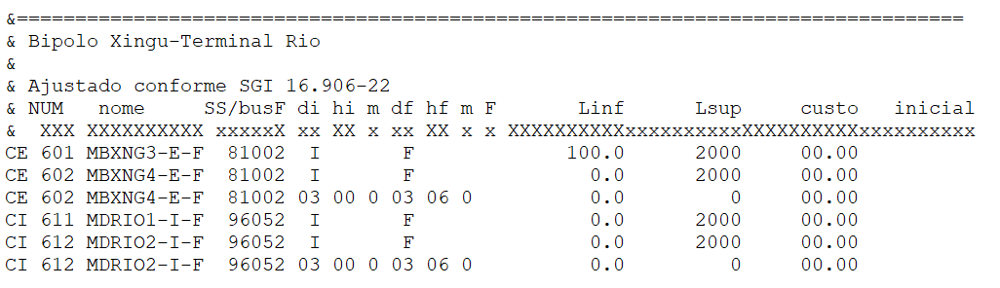 &=================================================================================
& Bipolo Xingu-Terminal Rio
&
& Ajustado conforme SGI 16.906-22
& NUM   nome     SS/busF di hi m df hf m F       Linf      Lsup     custo   inicial
&  XXX XXXXXXXXXX xxxxxX xx XX x xx XX x x XXXXXXXXXXxxxxxxxxxxXXXXXXXXXXxxxxxxxxxx
CE 601 MBXNG3-E-F  81002  I       F             100.0      2000     00.00
CE 602 MBXNG4-E-F  81002  I       F               0.0      2000     00.00
CE 602 MBXNG4-E-F  81002 03 00 0 03 06 0          0.0         0     00.00
CI 611 MDRIO1-I-F  96052  I       F               0.0      2000     00.00
CI 612 MDRIO2-I-F  96052  I       F               0.0      2000     00.00
CI 612 MDRIO2-I-F  96052 03 00 0 03 06 0          0.0         0     00.00